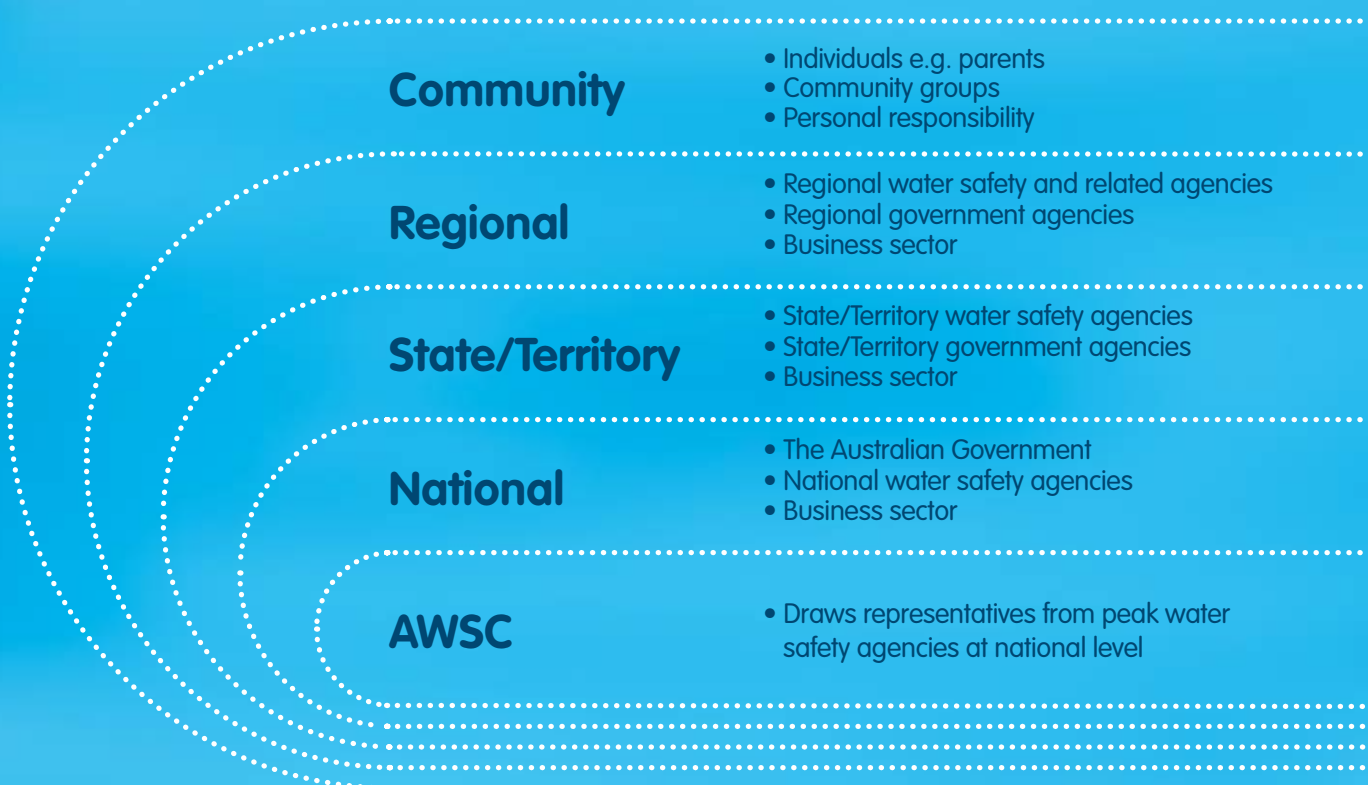 Community
• Individuals e.g. parents
• Community groups
• Personal responsibility
Regional
• Regional water safety and related agencies
• Regional government agencies
• Business sector
State/Territory
• State/Territory water safety agencies
• State/Territory government agencies
• Business sector
National
• The Australian Government
• National water safety agencies
• Business sector
AWSC
• Draws representatives from peak water
safety agencies at national level